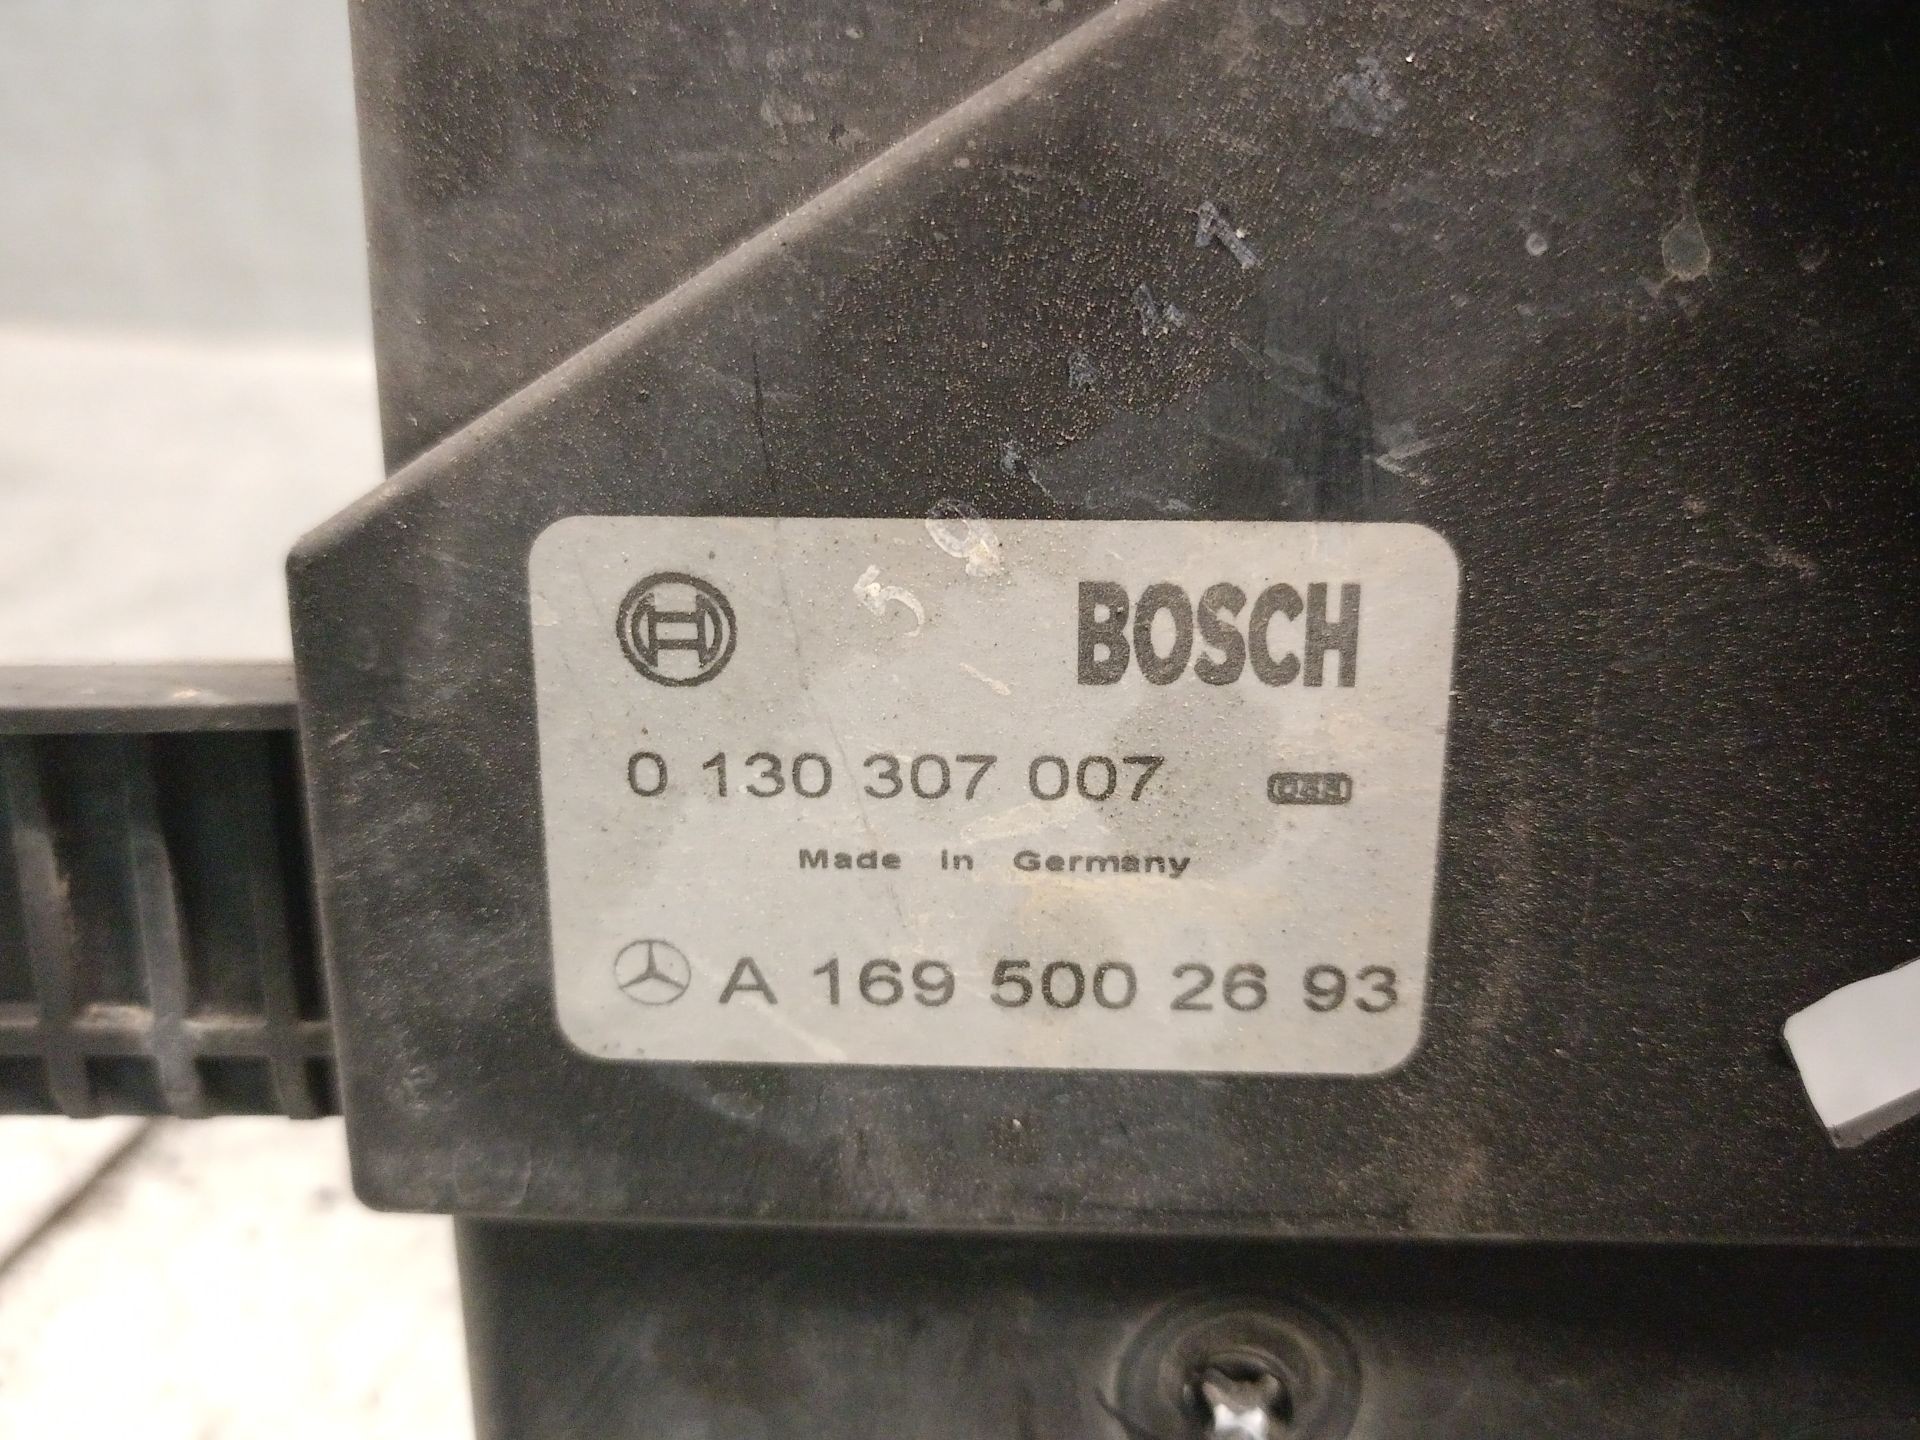 BOSCH
0 130 307 007
Made in Germany
A 169 500 26 93